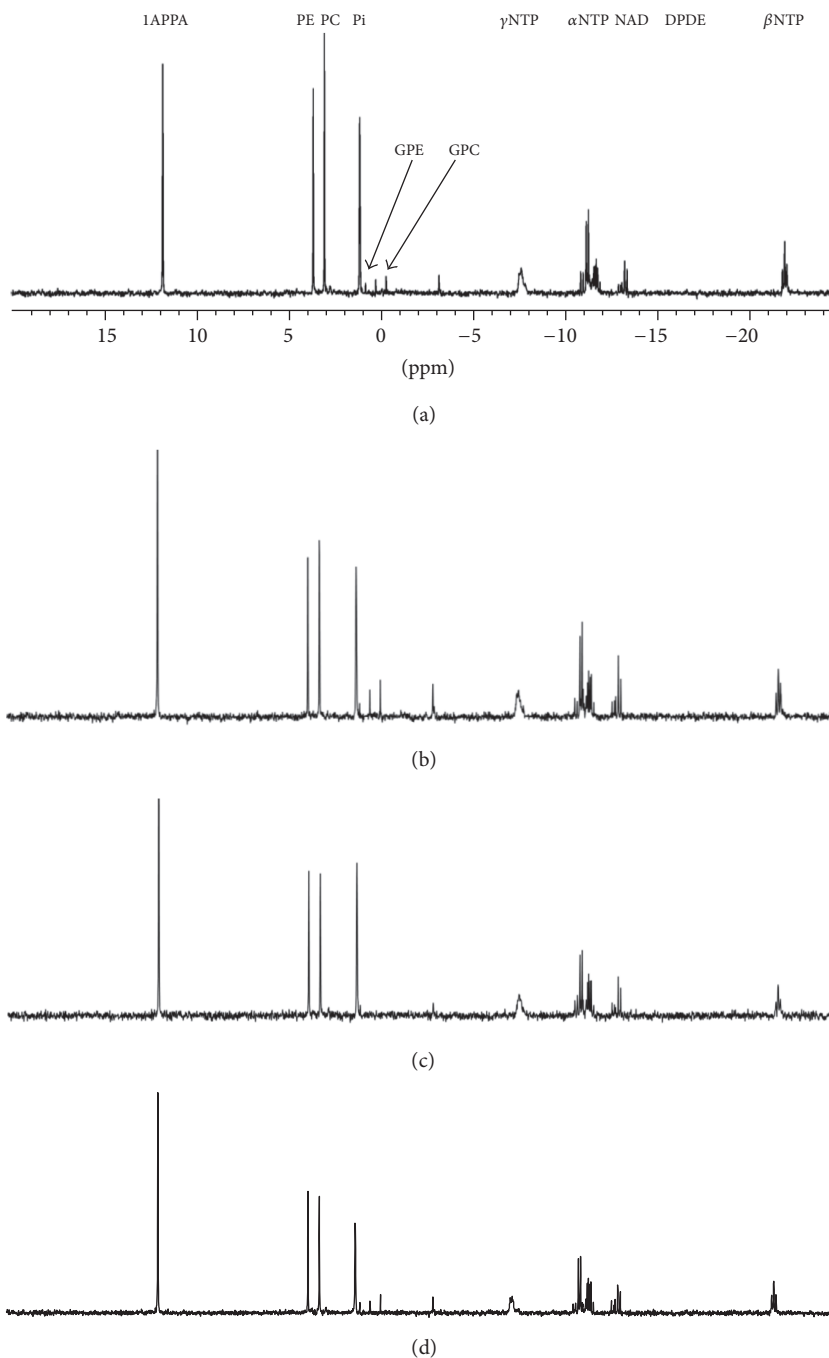 1APPA PE PC Pi γNTP αNTP NAD DPDE βNTP
GPE GPC
15 10 5 0 −5 −10 −15 −20
(ppm)
(a)
(b)
(c)
(d)